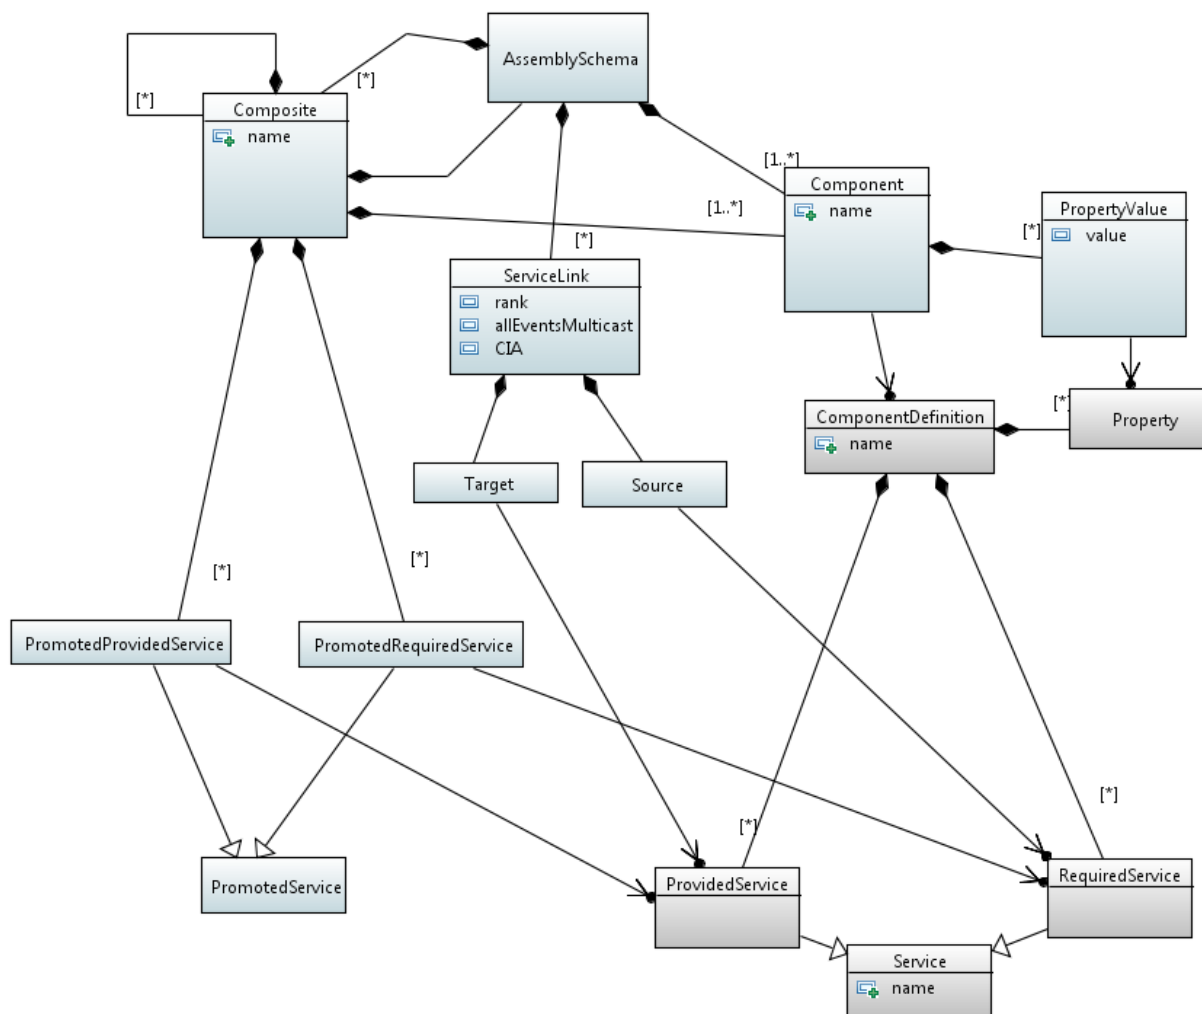 AssemblySchema
[*]
[*]
Composite
name
[1..*]
Component
name
[1..*]
PropertyValue
value
[*]
[*]
ServiceLink
rank
allEventsMulticast
CIA
ComponentDefinition
name
[*]
Property
Target
Source
[*]
[*]
PromotedProvidedService
PromotedRequiredService
[*]
[*]
PromotedService
ProvidedService
RequiredService
Service
name